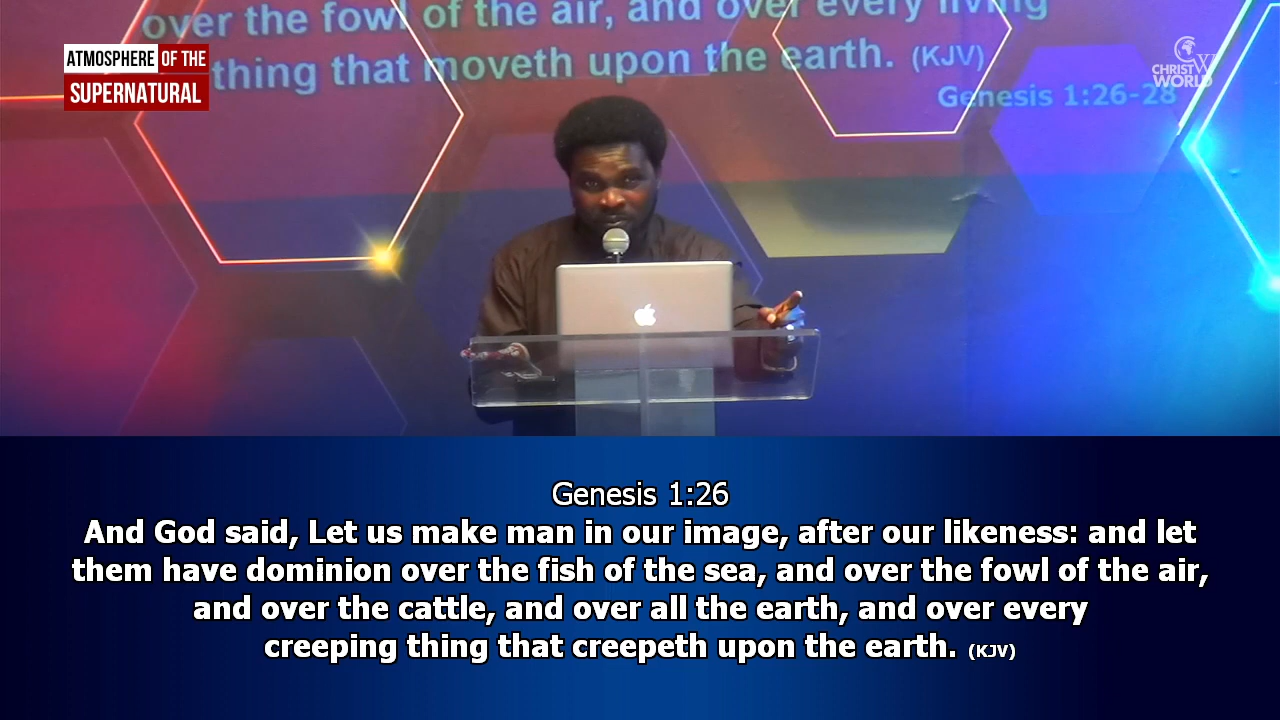 over the fowl of the air, and over every living
thing that moveth upon the earth. (KJV)
Genesis 1:26-28
ATMOSPHERE OF THE
SUPERNATURAL
CHRIST
WORLD
Genesis 1:26
And God said, Let us make man in our image, after our likeness: and let
them have dominion over the fish of the sea, and over the fowl of the air,
and over the cattle, and over all the earth, and over every
creeping thing that creepeth upon the earth. (KJV)